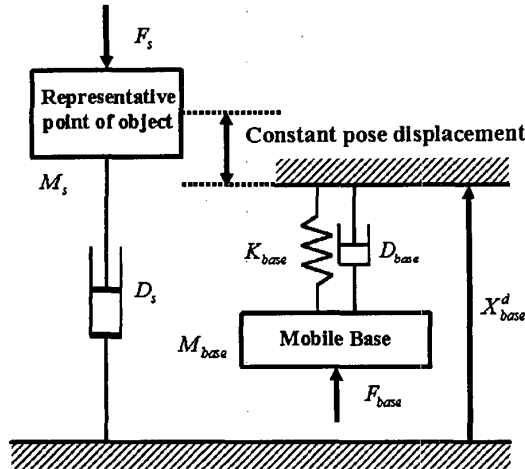 F_s
Representative
point of object
Constant pose displacement
M_s
K_base
D_base
D_s
X^d_base
M_base
Mobile Base
F_base